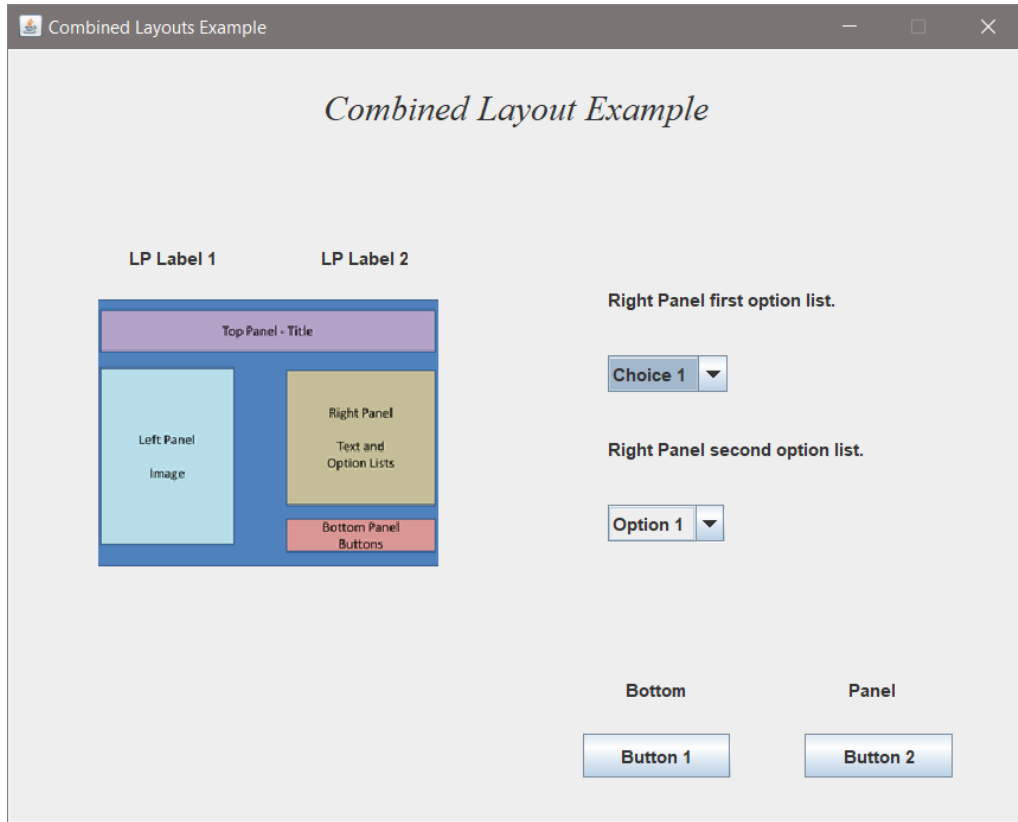 Combined Layouts Example
Combined Layout Example
LP Label 1
LP Label 2
Top Panel - Title
Left Panel
Image
Right Panel
Text and
Option Lists
Bottom Panel
Buttons
Right Panel first option list.
Choice 1
Right Panel second option list.
Option 1
Bottom
Panel
Button 1
Button 2